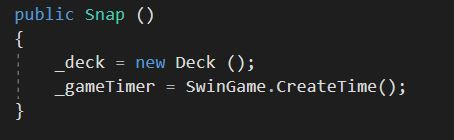 public Snap ()
{
_deck = new Deck ();
_gameTimer = SwinGame.CreateTime();
}